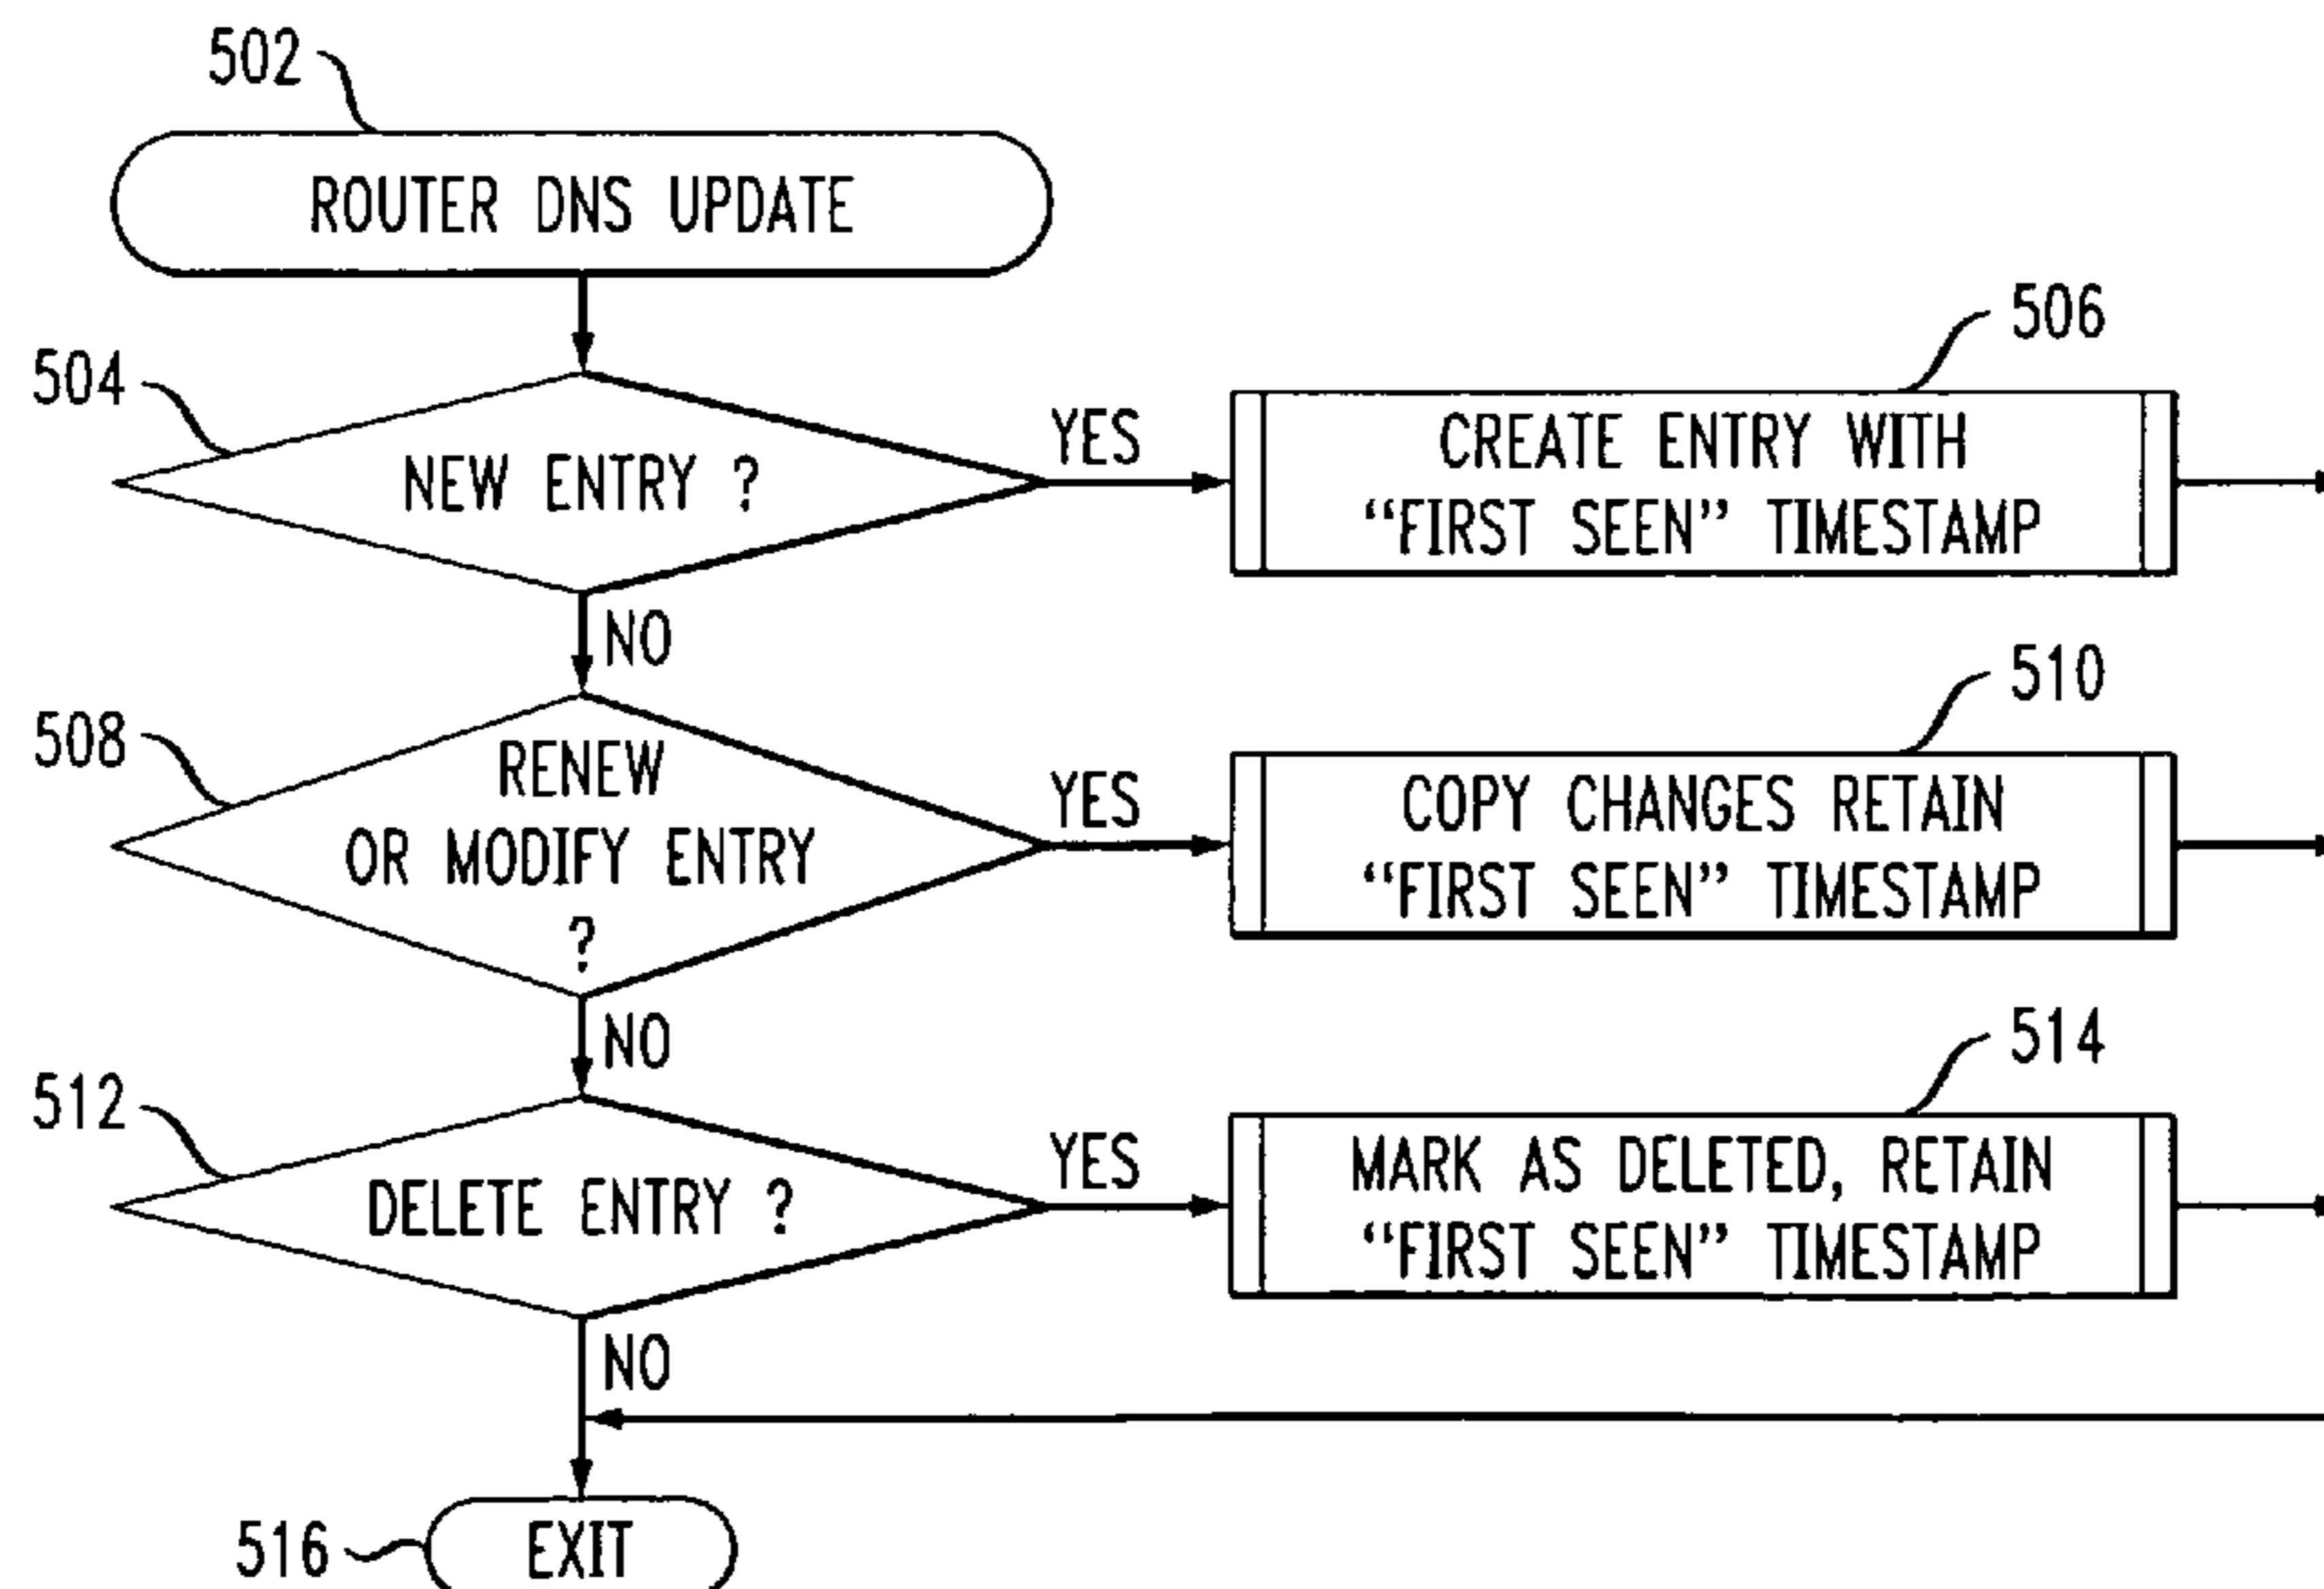 502
ROUTER DNS UPDATE
504
NEW ENTRY ?
YES
506
CREATE ENTRY WITH
“FIRST SEEN” TIMESTAMP
NO
508
RENEW
OR MODIFY ENTRY
?
YES
510
COPY CHANGES RETAIN
“FIRST SEEN” TIMESTAMP
NO
512
DELETE ENTRY ?
YES
514
MARK AS DELETED, RETAIN
“FIRST SEEN” TIMESTAMP
NO
516
EXIT